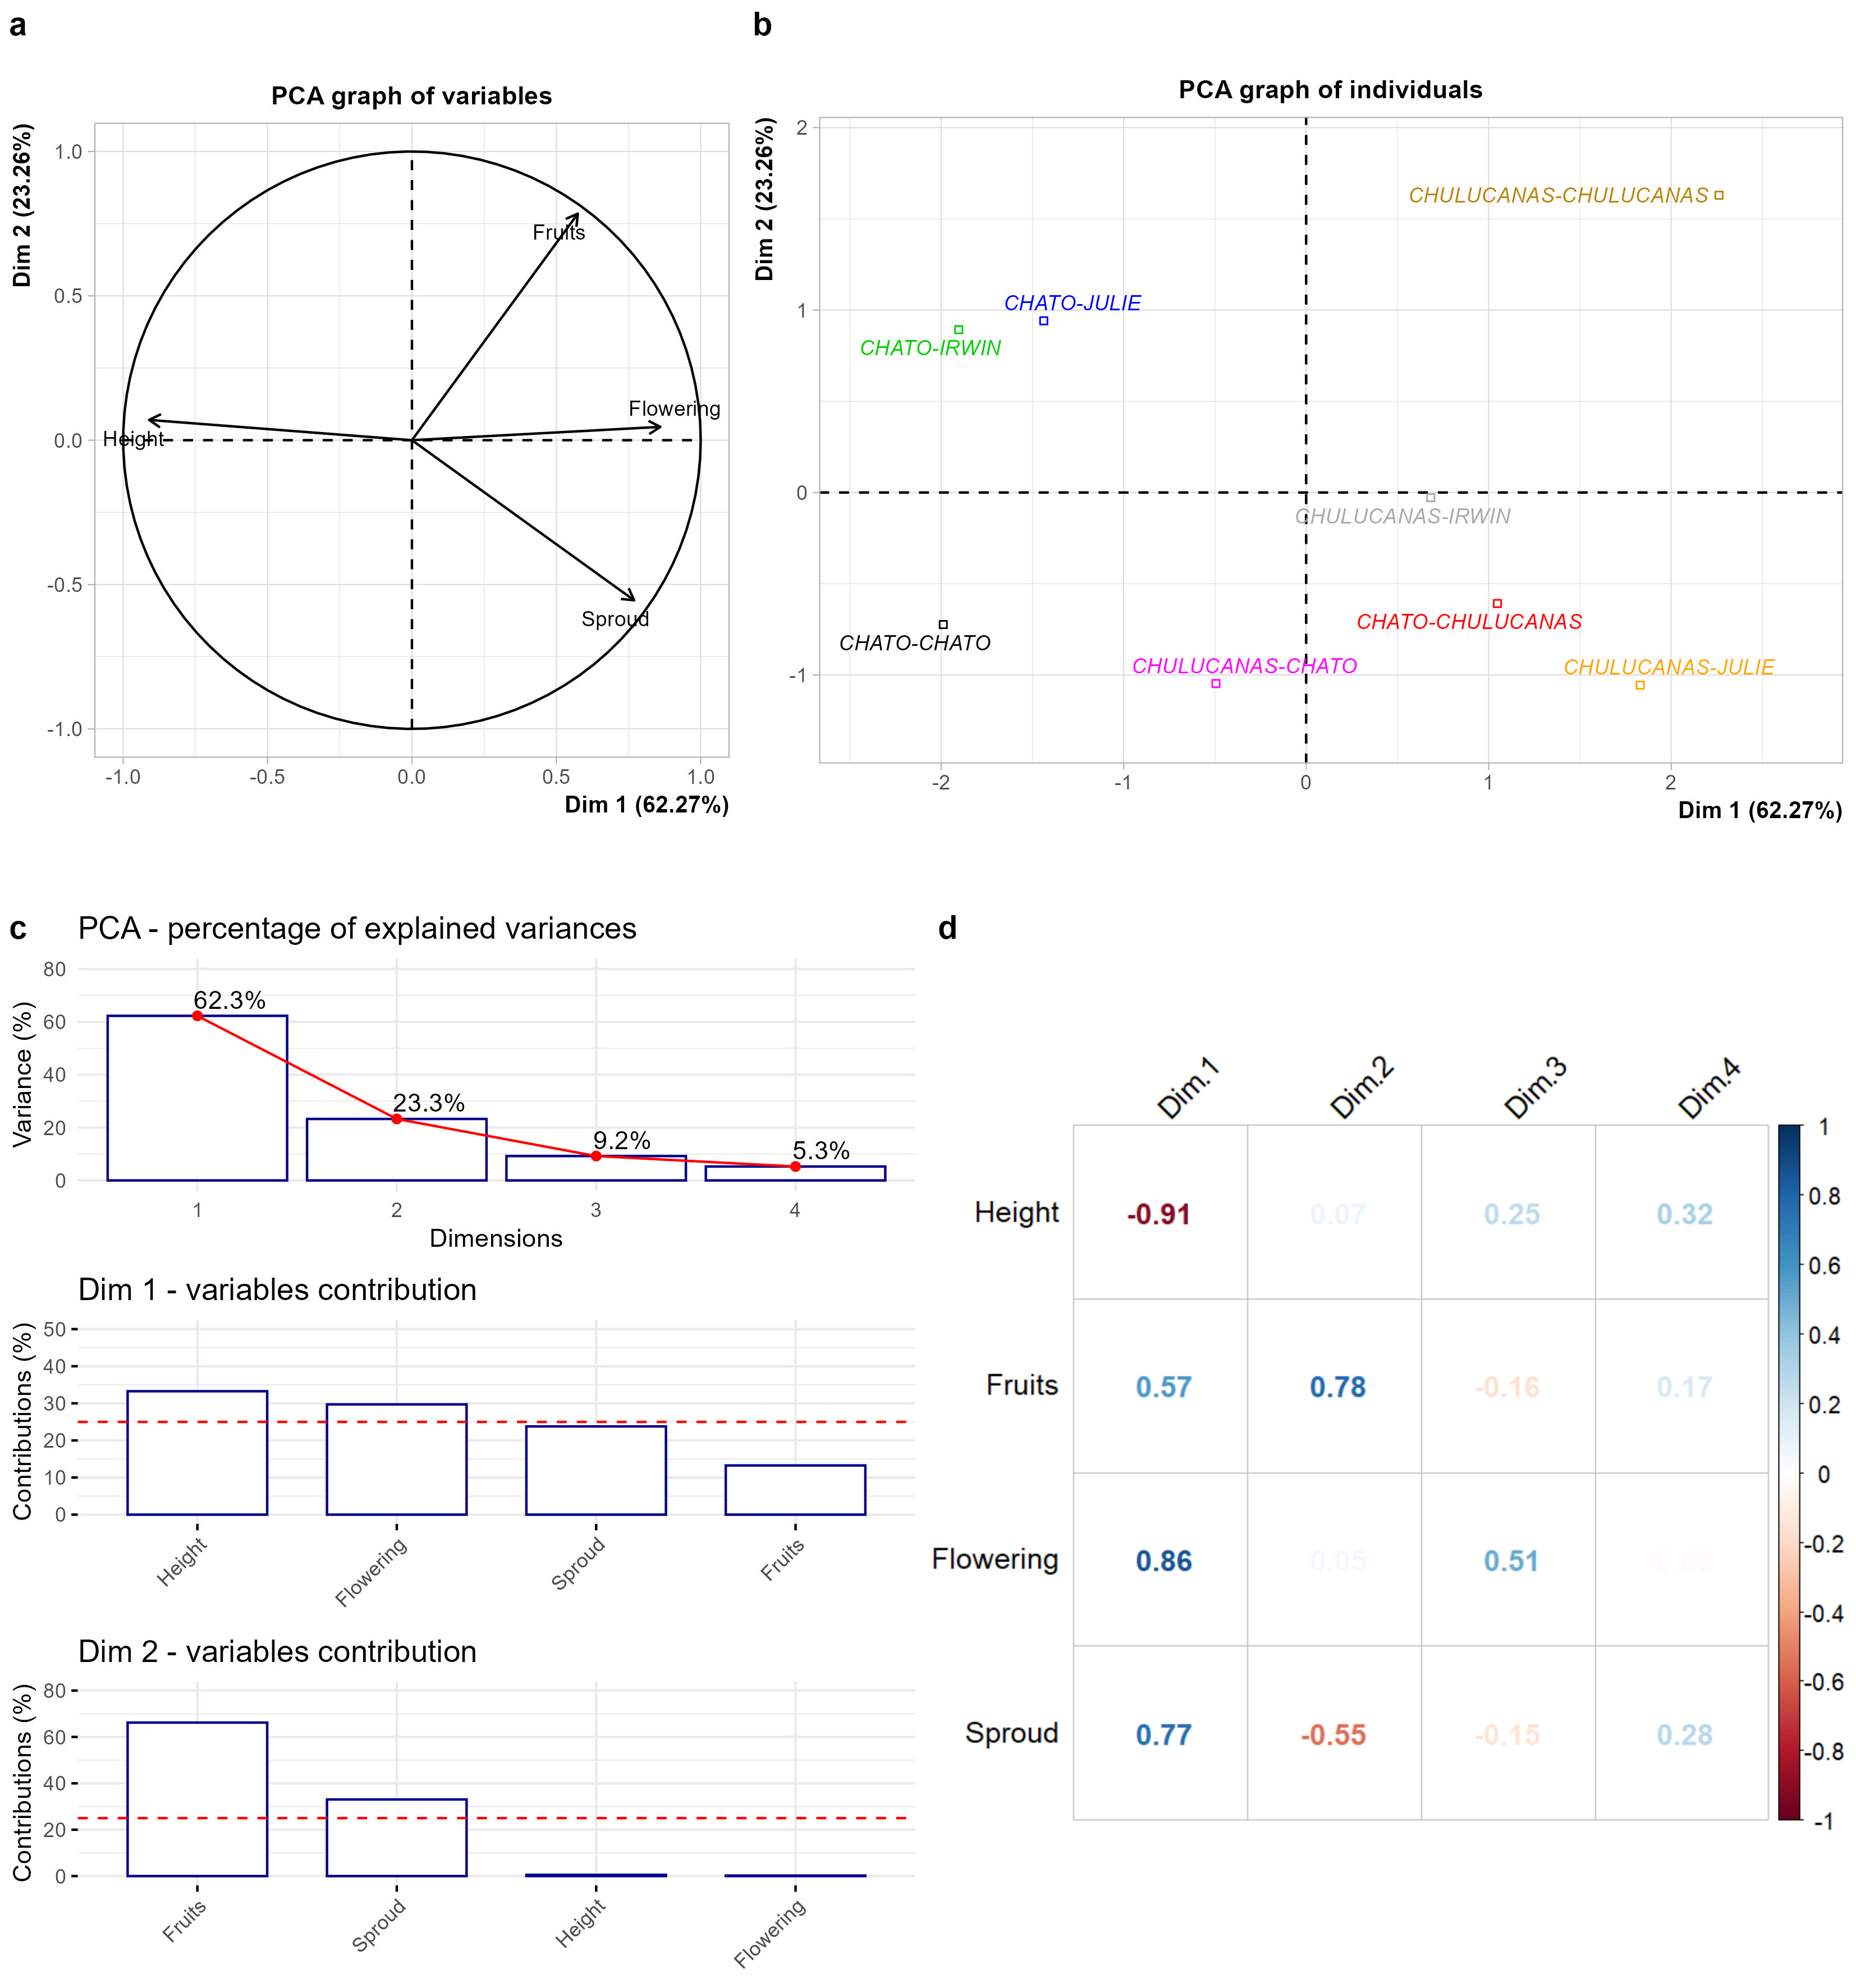 a
PCA graph of variables
Dim 2 (23.26%)
1.0
0.5
0.0
-0.5
-1.0
Fruits
Flowering
Height
Sproud
-1.0 -0.5 0.0 0.5 1.0
Dim 1 (62.27%)
b
PCA graph of individuals
Dim 2 (23.26%)
2
1
0
-1
CHULUCANAS-CHULUCANAS
CHATO-JULIE
CHATO-IRWIN
CHULUCANAS-IRWIN
CHATO-CHULUCANAS
CHATO-CHATO
CHULUCANAS-CHATO
CHULUCANAS-JULIE
-2 -1 0 1 2
Dim 1 (62.27%)
c
PCA - percentage of explained variances
Variance (%)
80
60
40
20
0
62.3%
23.3%
9.2%
5.3%
1 2 3 4
Dimensions
Dim 1 - variables contribution
Contributions (%)
50
40
30
20
10
0
Height Flowering Sproud Fruits
Dim 2 - variables contribution
Contributions (%)
80
60
40
20
0
Fruits Sproud Height Flowering
d
Dim.1 Dim.2 Dim.3 Dim.4
Height -0.91 0.07 0.25 0.32
Fruits 0.57 0.78 -0.16 0.17
Flowering 0.86 0.05 0.51 -0.02
Sproud 0.77 -0.55 -0.15 0.28
1
0.8
0.6
0.4
0.2
0
-0.2
-0.4
-0.6
-0.8
-1